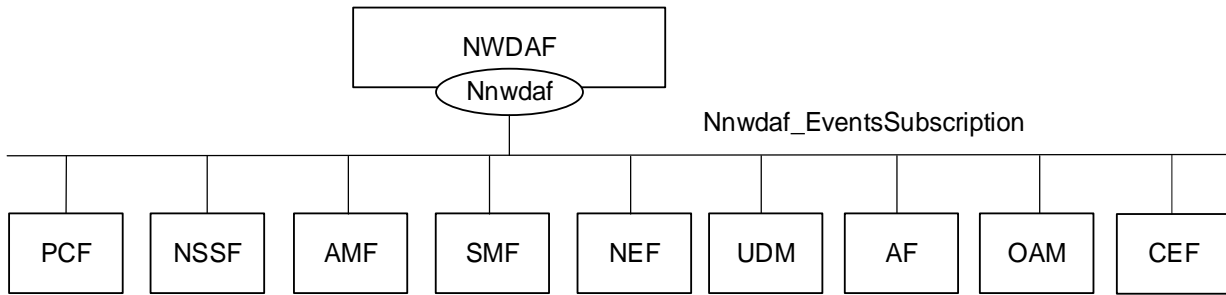 NWDAF
Nnwdaf
Nnwdaf_EventsSubscription
PCF NSSF AMF SMF NEF UDM AF OAM CEF